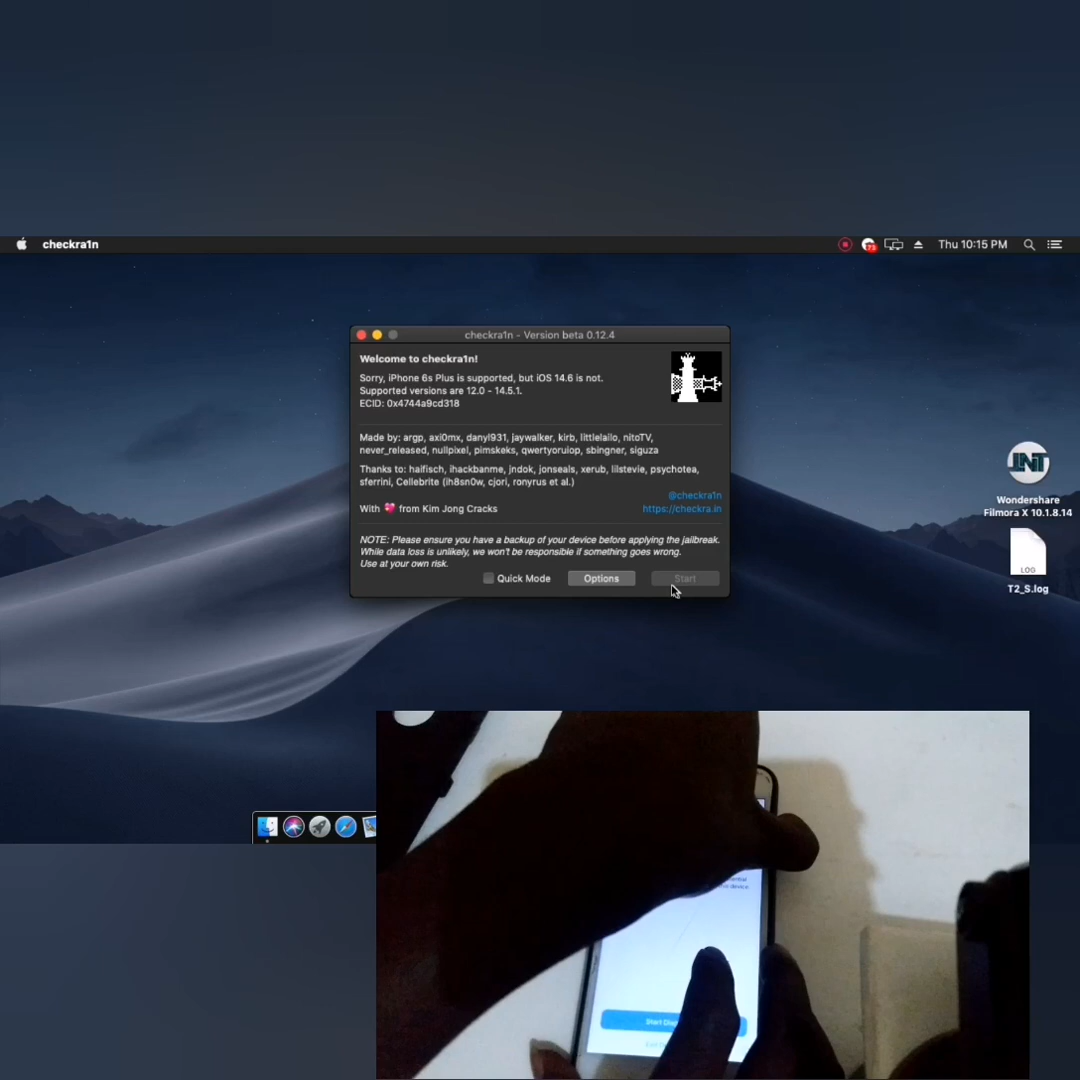 checkra1n
73
Thu 10:15 PM
checkra1n - Version beta 0.12.4
Welcome to checkra1n!
Sorry, iPhone 6s Plus is supported, but iOS 14.6 is not.
Supported versions are 12.0 - 14.5.1.
ECID: 0x4744a9cd318
Made by: argp, axi0mx, danyl931, jaywalker, kirb, littlelailo, nitoTV,
never_released, nullpixel, pimskeks, qwertyoruiop, sbingner, siguza
Thanks to: haifisch, ihackbanme, jndok, jonseals, xerub, lilstevie, psychotea,
sferrini, Cellebrite (ih8sn0w, cjori, ronyrus et al.)
@checkra1n
With 💖 from Kim Jong Cracks
https://checkra.in
NOTE: Please ensure you have a backup of your device before applying the jailbreak.
While data loss is unlikely, we won't be responsible if something goes wrong.
Use at your own risk.
Quick Mode
Options
Start
JNT
Wondershare
Filmora X 10.1.8.14
LOG
T2_S.log
Start